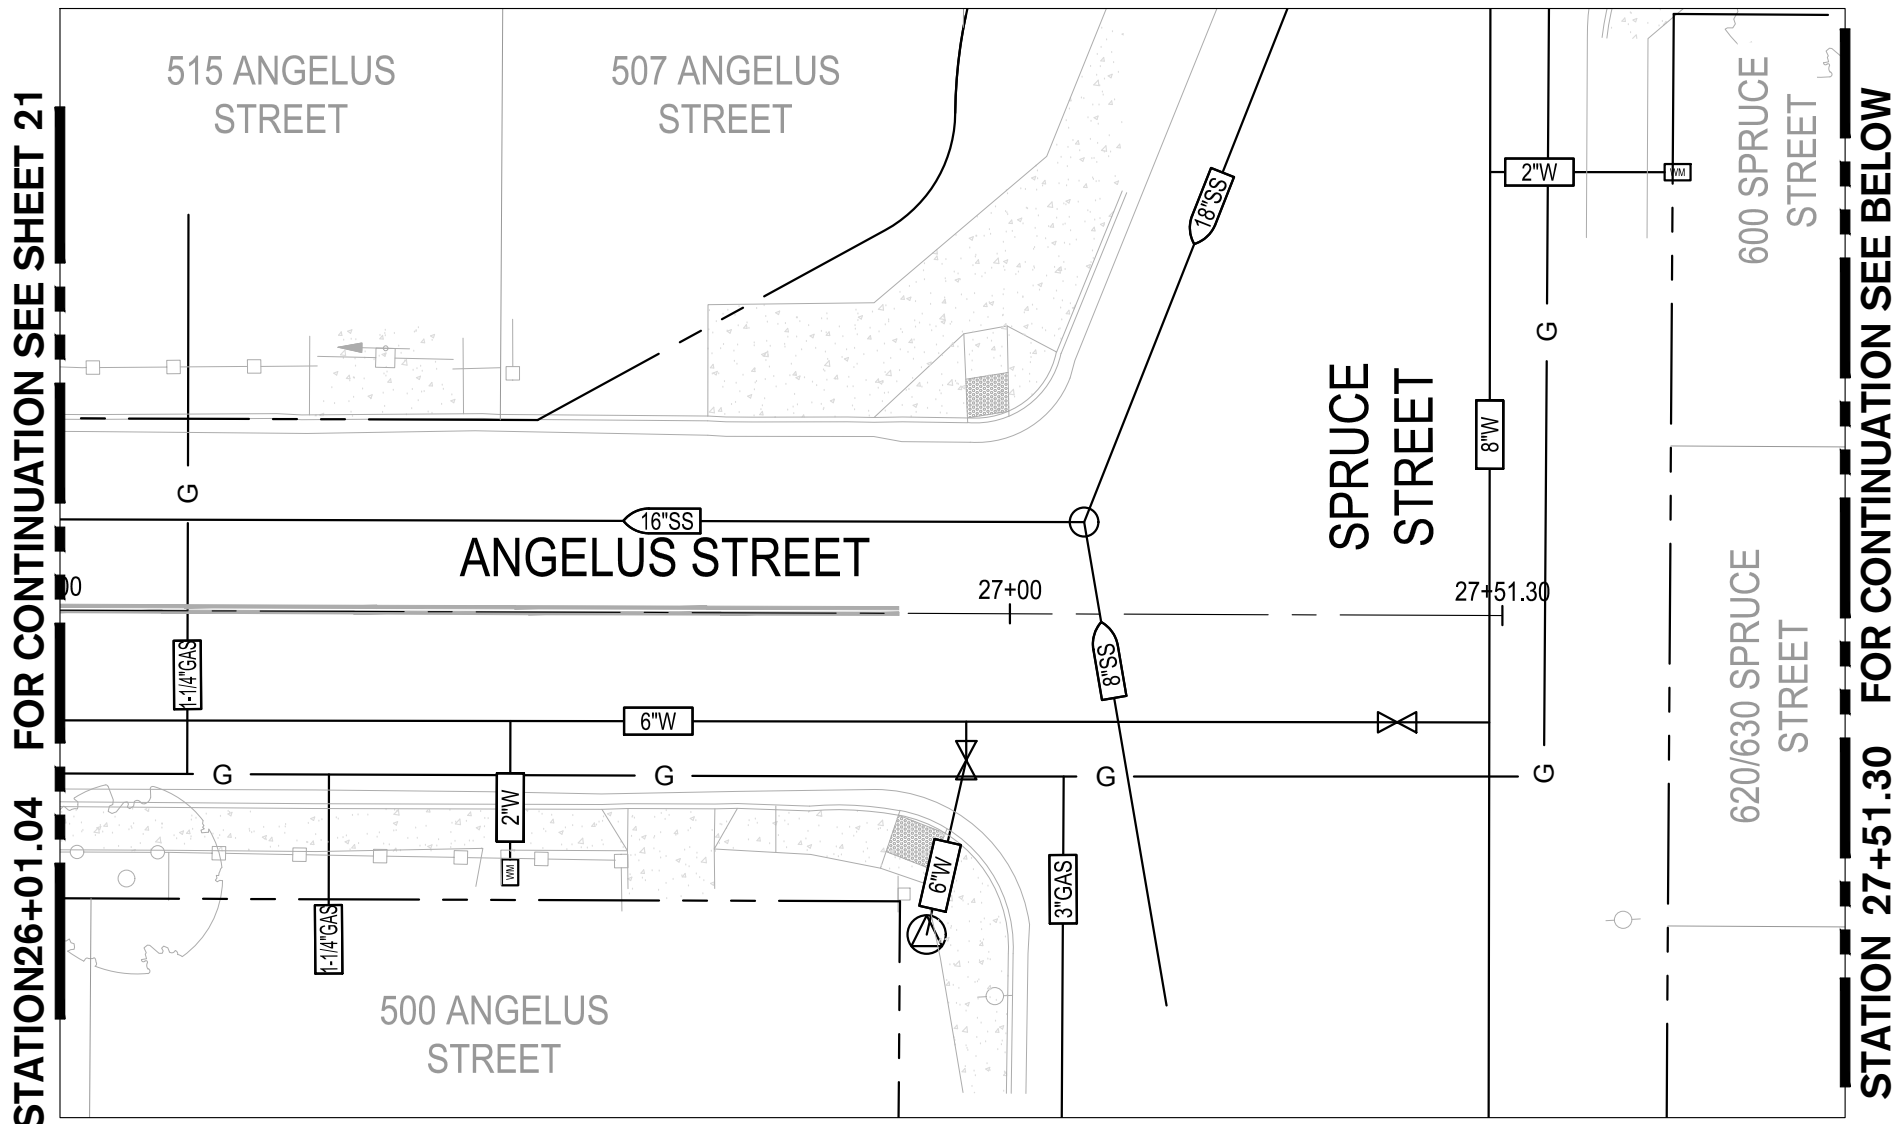 STATION26+01.04 FOR CONTINUATION SEE SHEET 21
515 ANGELUS
STREET
507 ANGELUS
STREET
600 SPRUCE
STREET
18"SS
2"W
WM
G
G
8"W
SPRUCE
STREET
16"SS
ANGELUS STREET
00
27+00
27+51.30
1-1/4"GAS
8"SS
6"W
G
G
G
G
2"W
WM
6"W
3"GAS
1-1/4"GAS
620/630 SPRUCE
STREET
500 ANGELUS
STREET
STATION 27+51.30 FOR CONTINUATION SEE BELOW